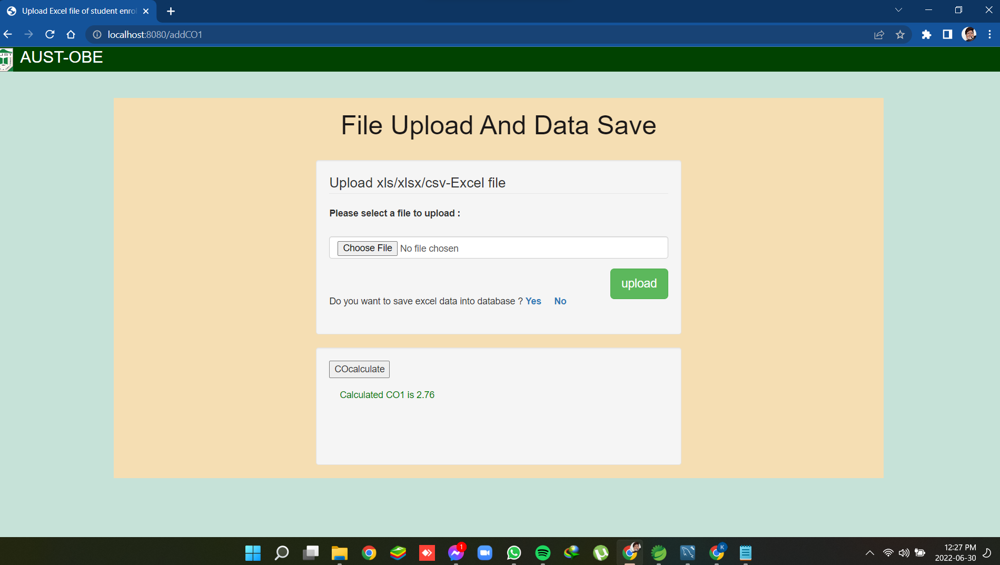 Upload Excel file of student enrol
localhost:8080/addCO1
AUST-OBE
File Upload And Data Save
Upload xls/xlsx/csv-Excel file
Please select a file to upload :
Choose File No file chosen
upload
Do you want to save excel data into database ? Yes No
COcalculate
Calculated CO1 is 2.76
1
K
12:27 PM
2022-06-30